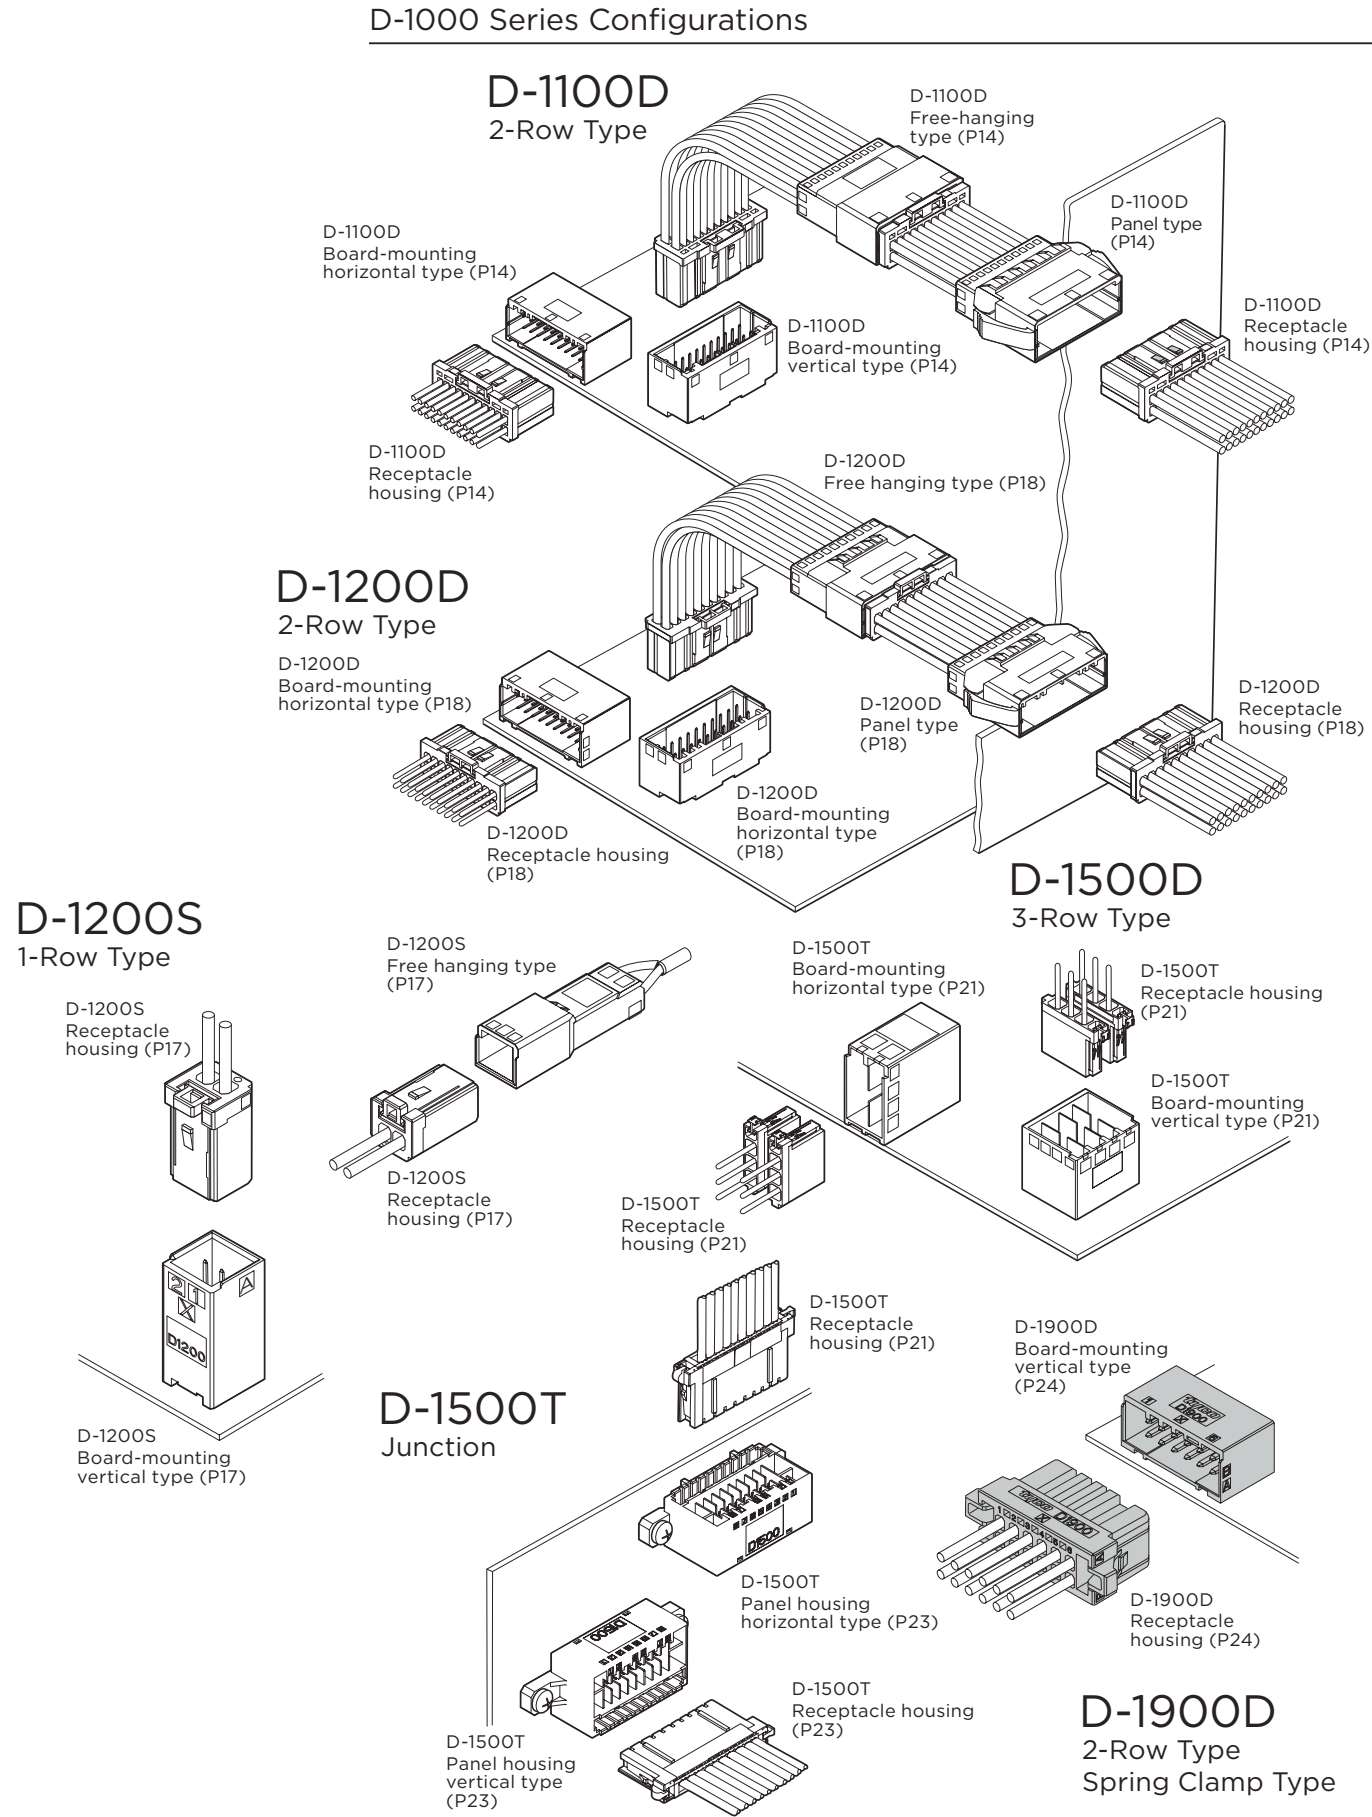 D-1000 Series Configurations
D-1100D
2-Row Type
D-1100D
Free-hanging
type (P14)
D-1100D
Panel type
(P14)
D-1100D
Board-mounting
horizontal type (P14)
D-1100D
Receptacle
housing (P14)
D-1100D
Board-mounting
vertical type (P14)
D-1100D
Receptacle
housing (P14)
D-1200D
Free hanging type (P18)
D-1200D
2-Row Type
D-1200D
Board-mounting
horizontal type (P18)
D-1200D
Panel type
(P18)
D-1200D
Receptacle
housing (P18)
D-1200D
Board-mounting
horizontal type
(P18)
D-1200D
Receptacle housing
(P18)
D-1500D
3-Row Type
D-1200S
1-Row Type
D-1200S
Free hanging type
(P17)
D-1500T
Board-mounting
horizontal type (P21)
D-1500T
Receptacle housing
(P21)
D-1200S
Receptacle
housing (P17)
D-1500T
Board-mounting
vertical type (P21)
D-1200S
Receptacle
housing (P17)
D-1500T
Receptacle
housing (P21)
2 1 A
X
D1200
D-1500T
Receptacle
housing (P21)
D-1900D
Board-mounting
vertical type
(P24)
D1900
X
B
A
D-1500T
Junction
D-1200S
Board-mounting
vertical type (P17)
D1900
X
1 2 3 4 5 6
D1500
D-1500T
Panel housing
horizontal type (P23)
D-1900D
Receptacle
housing (P24)
D1500
D-1500T
Receptacle housing
(P23)
D-1500T
Panel housing
vertical type
(P23)
D-1900D
2-Row Type
Spring Clamp Type